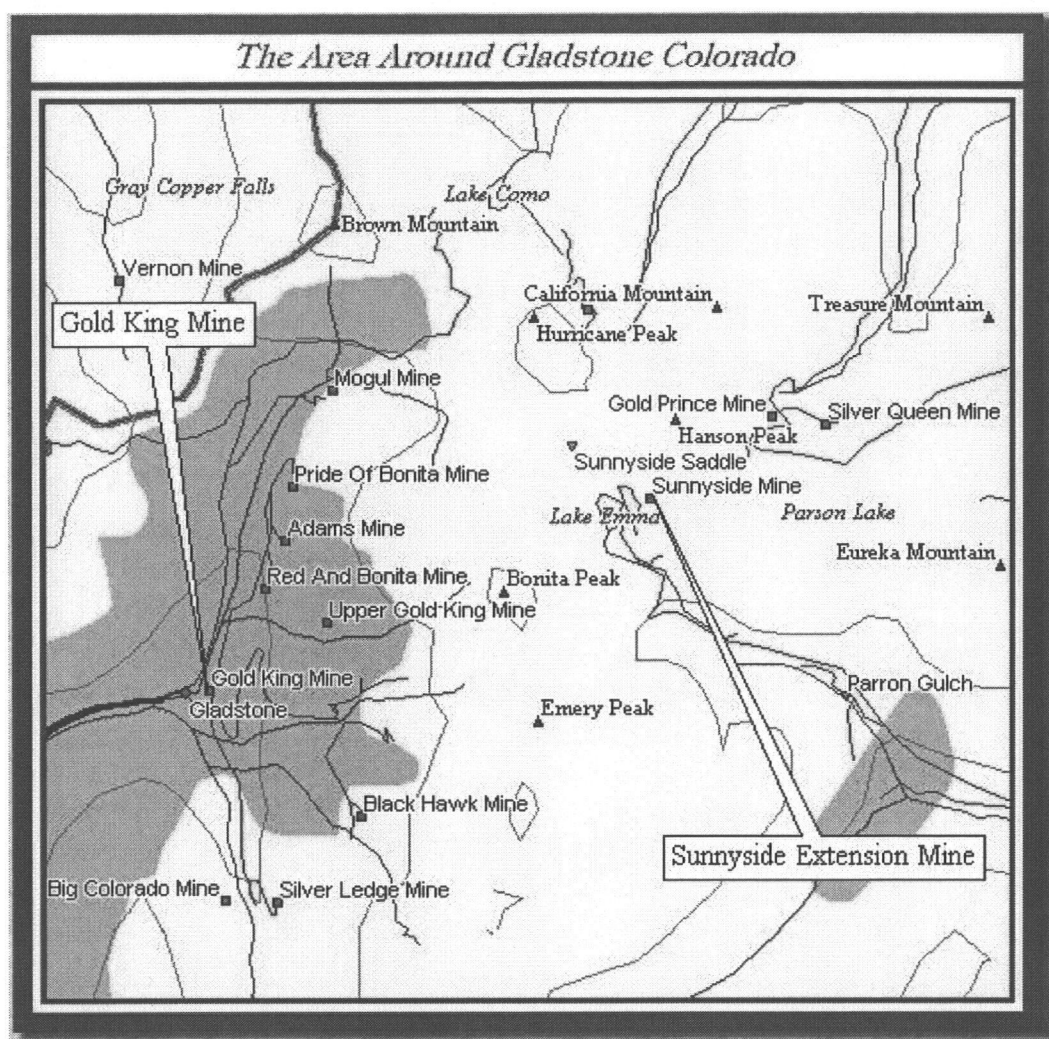 The Area Around Gladstone Colorado
Gray Copper Falls
Lake Como
Brown Mountain
Vernon Mine
California Mountain
Treasure Mountain
Gold King Mine
Hurricane Peak
Mogul Mine
Gold Prince Mine
Silver Queen Mine
Hanson Peak
Sunnyside Saddle
Pride Of Bonita Mine
Sunnyside Mine
Lake Emma
Parson Lake
Adams Mine
Eureka Mountain
Red And Bonita Mine
Bonita Peak
Upper Gold King Mine
Gold King Mine
Parron Gulch
Gladstone
Emery Peak
Black Hawk Mine
Sunnyside Extension Mine
Big Colorado Mine
Silver Ledge Mine